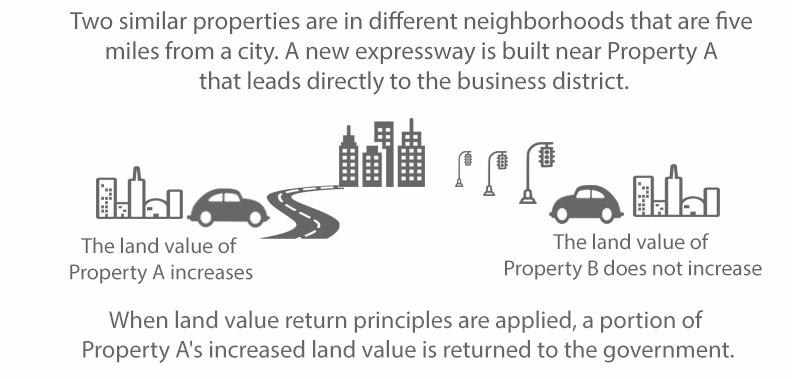 Two similar properties are in different neighborhoods that are five
miles from a city. A new expressway is built near Property A
that leads directly to the business district.
The land value of
Property A increases
The land value of
Property B does not increase
When land value return principles are applied, a portion of
Property A's increased land value is returned to the government.